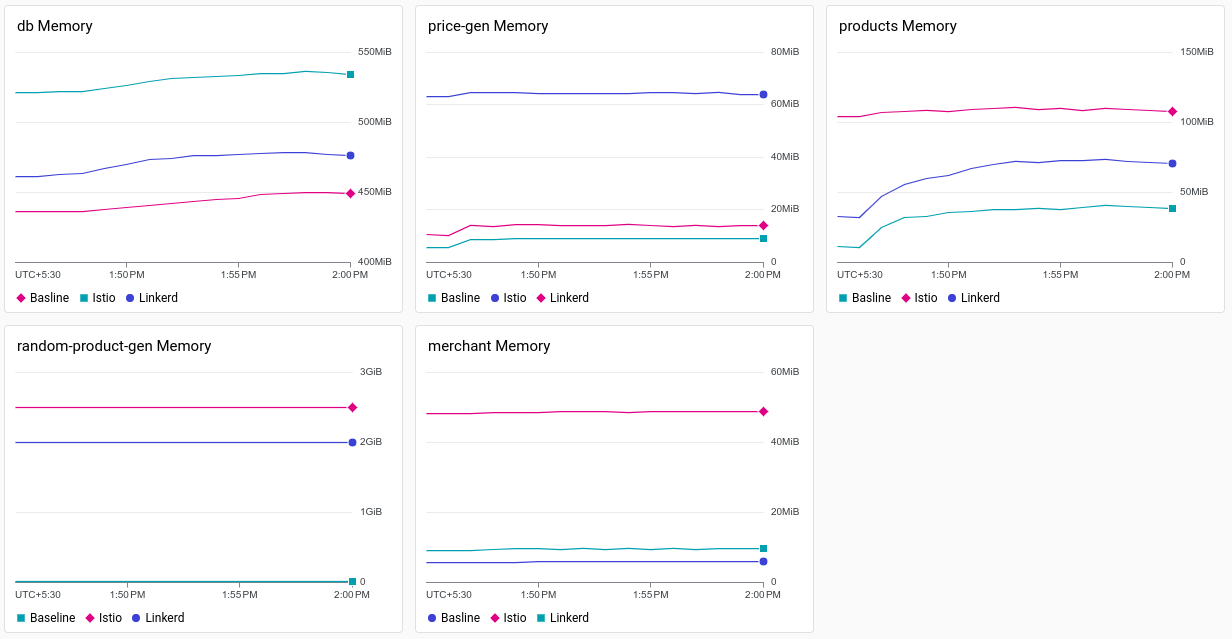 db Memory
550MiB
500MiB
450MiB
400MiB
UTC+5:30 1:50 PM 1:55 PM 2:00 PM
Basline Istio Linkerd
price-gen Memory
80MiB
60MiB
40MiB
20MiB
0
UTC+5:30 1:50 PM 1:55 PM 2:00 PM
Basline Istio Linkerd
products Memory
150MiB
100MiB
50MiB
0
UTC+5:30 1:50 PM 1:55 PM 2:00 PM
Basline Istio Linkerd
random-product-gen Memory
3GiB
2GiB
1GiB
0
UTC+5:30 1:50 PM 1:55 PM 2:00 PM
Baseline Istio Linkerd
merchant Memory
60MiB
40MiB
20MiB
0
UTC+5:30 1:50 PM 1:55 PM 2:00 PM
Basline Istio Linkerd